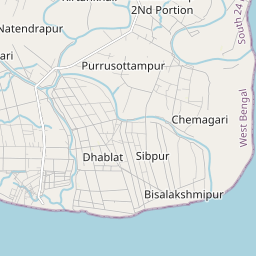 2Nd Portion
Natendrapur
Purrusottampur
South 24
Chemagari
West Bengal
Dhablat
Sibpur
Bisalakshmipur